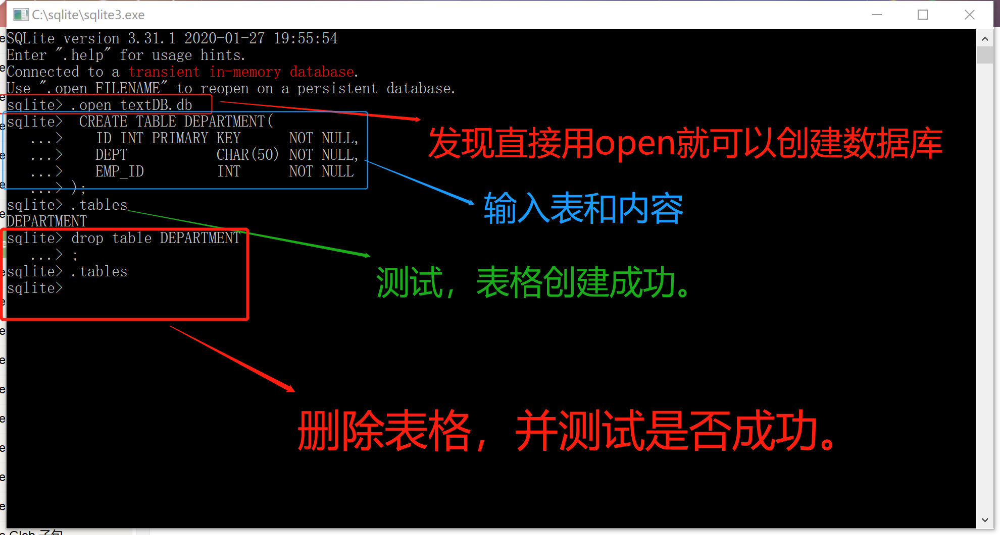 C:\sqlite\sqlite3.exe
SQLite version 3.31.1 2020-01-27 19:55:54
Enter ".help" for usage hints.
Connected to a transient in-memory database.
Use ".open FILENAME" to reopen on a persistent database.
sqlite> .open textDB.db
sqlite>  CREATE TABLE DEPARTMENT(
   ...>    ID INT PRIMARY KEY      NOT NULL,
   ...>    DEPT           CHAR(50) NOT NULL,
   ...>    EMP_ID         INT      NOT NULL
   ...> );
sqlite> .tables
DEPARTMENT
sqlite> drop table DEPARTMENT
   ...> ;
sqlite> .tables
sqlite>
发现直接用open就可以创建数据库
输入表和内容
测试，表格创建成功。
删除表格，并测试是否成功。